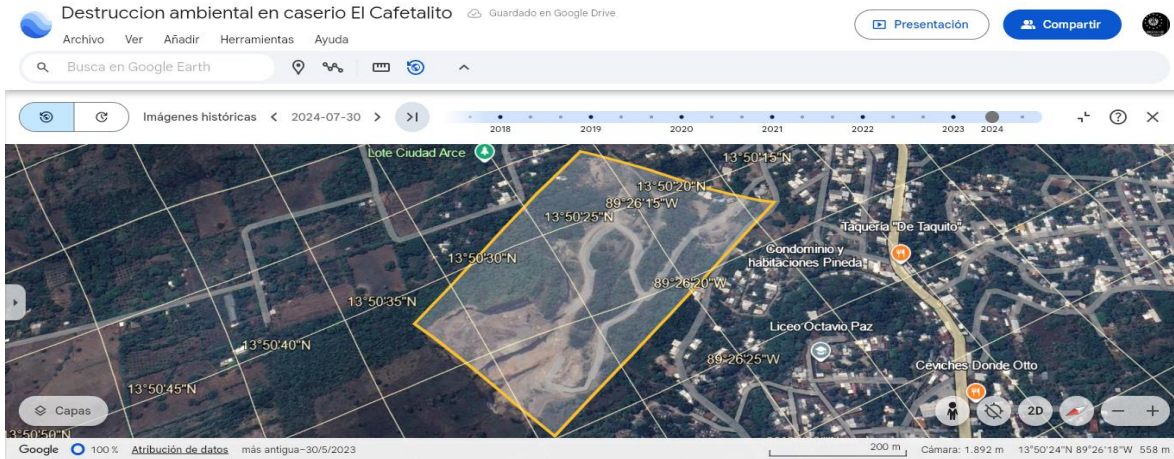 Destruccion ambiental en caserio El Cafetalito Guardado en Google Drive
Archivo Ver Añadir Herramientas Ayuda
Presentación
Compartir
Busca en Google Earth
Imágenes históricas 2024-07-30
2018 2019 2020 2021 2022 2023 2024
Lote Ciudad Arce
13°50'15"N
13°50'20"N
89°26'15"W
13°50'25"N
Taquería "De Taquito"
13°50'30"N
Condominio y
habitaciones Pineda
89°26'20"W
13°50'35"N
Liceo Octavio Paz
13°50'40"N
89°26'25"W
Ceviches Donde Otto
13°50'45"N
Capas
2D
13°50'50"N
Google 100 % Atribución de datos más antigua–30/5/2023 200 m Cámara: 1.892 m 13°50'24"N 89°26'18"W 558 m